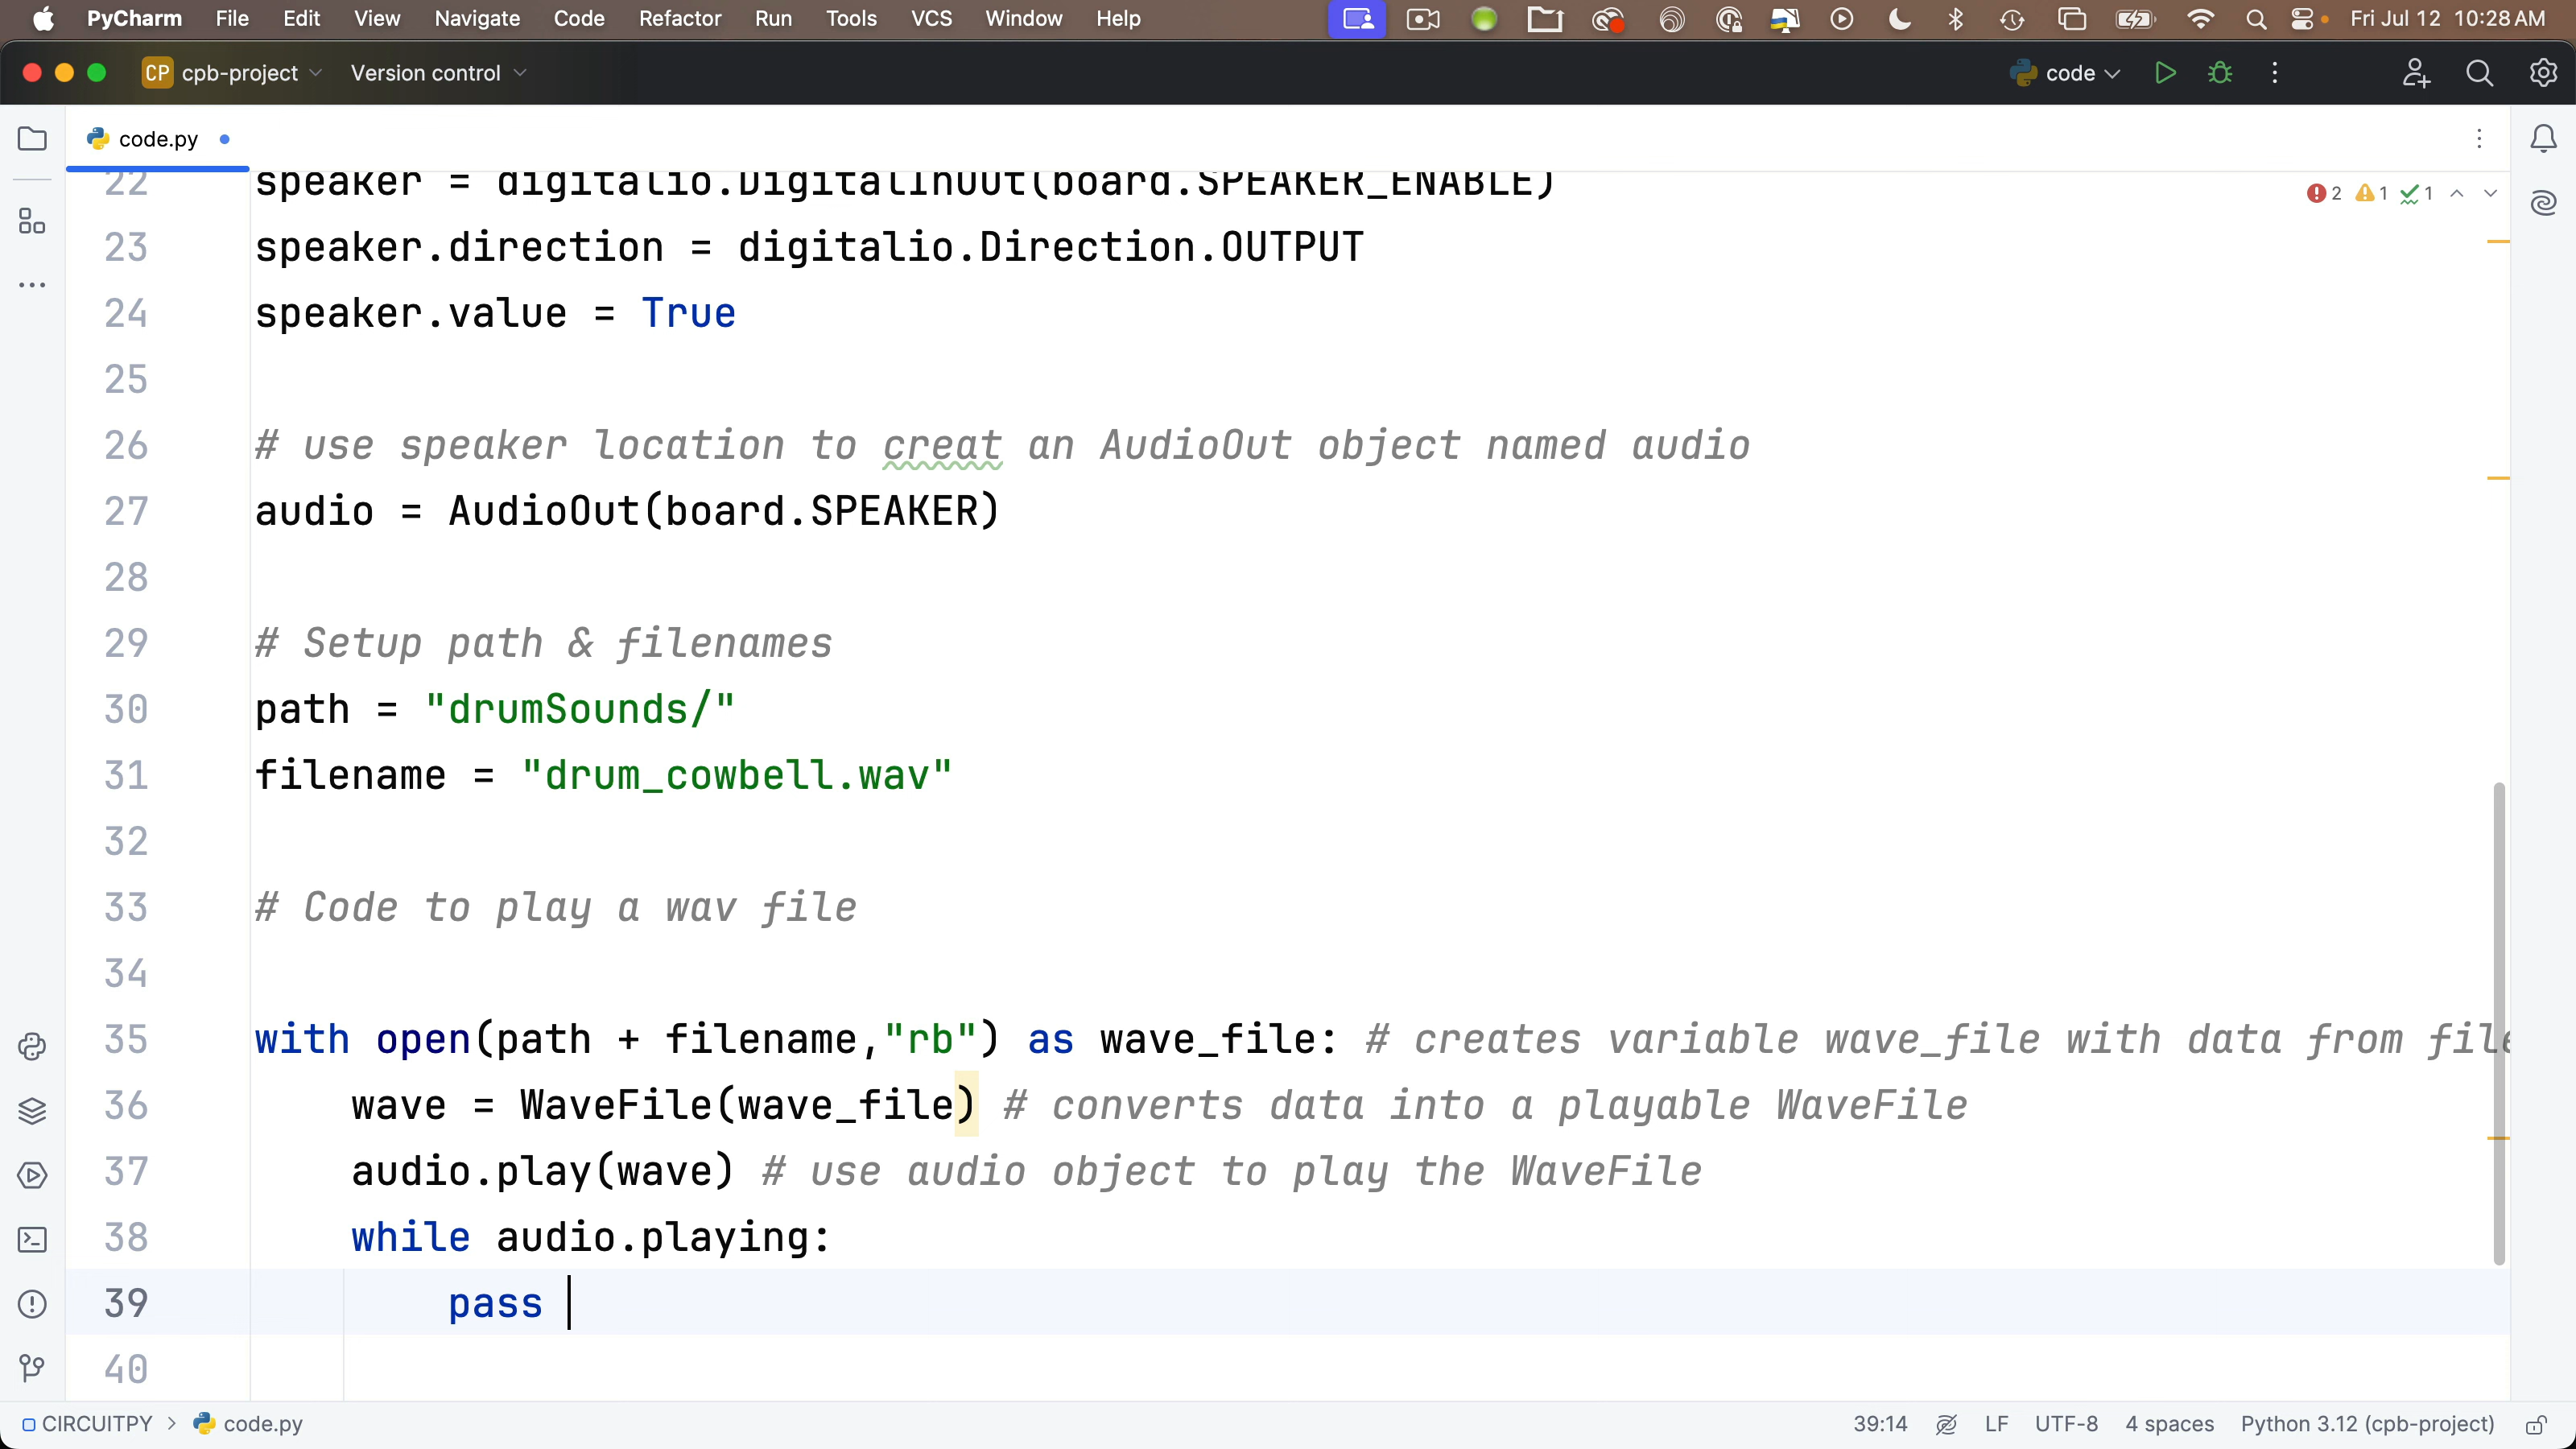 PyCharm File Edit View Navigate Code Refactor Run Tools VCS Window Help Fri Jul 12 10:28 AM
CP cpb-project Version control code
code.py
2 1 1
22 speaker = digitalio.DigitalInOut(board.SPEAKER_ENABLE)
23 speaker.direction = digitalio.Direction.OUTPUT
24 speaker.value = True
25
26 # use speaker location to creat an AudioOut object named audio
27 audio = AudioOut(board.SPEAKER)
28
29 # Setup path & filenames
30 path = "drumSounds/"
31 filename = "drum_cowbell.wav"
32
33 # Code to play a wav file
34
35 with open(path + filename,"rb") as wave_file: # creates variable wave_file with data from file
36 wave = WaveFile(wave_file) # converts data into a playable WaveFile
37 audio.play(wave) # use audio object to play the WaveFile
38 while audio.playing:
39 pass
40
CIRCUITPY > code.py 39:14 LF UTF-8 4 spaces Python 3.12 (cpb-project)